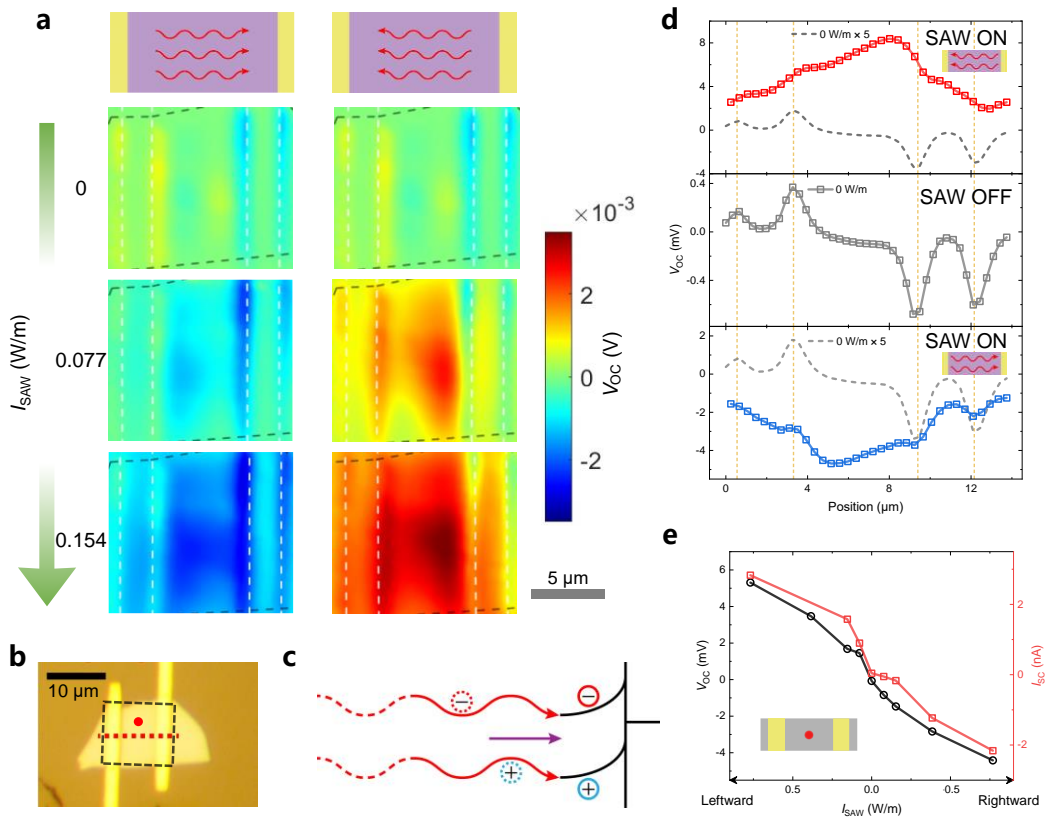 a
0
0.077
0.154
I_SAW (W/m)
×10⁻³
2
0
-2
V_OC (V)
5 µm
b
10 µm
c
−
−
+
+
d
8
4
0
-4
0 W/m × 5
SAW ON
0.4
0.0
-0.4
0 W/m
SAW OFF
V_OC (mV)
2
0
-2
-4
0 W/m × 5
SAW ON
0
4
8
12
Position (µm)
e
6
4
2
0
-2
-4
V_OC (mV)
2
0
-2
I_SC (nA)
0.5
0.0
-0.5
Leftward
I_SAW (W/m)
Rightward